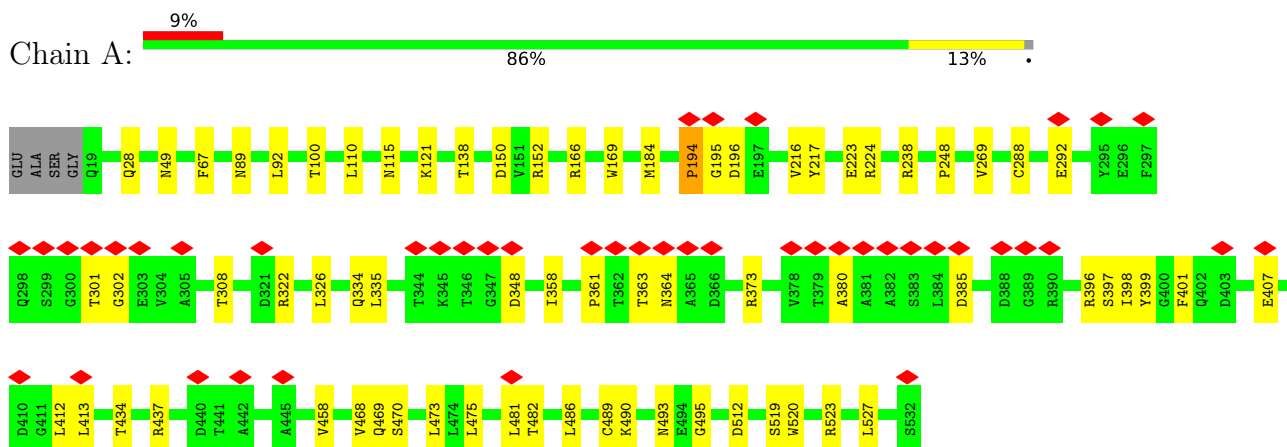 9%
Chain A:
86%
13%
•
GLU ALA SER GLY Q19 Q28 N49 F67 N89 L92 T100 L110 N115 K121 T138 D150 V151 R152 R166 W169 M184 P194 G195 D196 E197 V216 Y217 E223 R224 R238 P248 V269 C288 E292 Y295 E296 F297
Q298 S299 G300 T301 G302 E303 V304 A305 T308 D321 R322 L326 Q334 L335 T344 K345 T346 G347 D348 I358 P361 T362 T363 N364 A365 D366 R373 V378 T379 A380 A381 A382 S383 L384 D385 D388 G389 R390 R396 S397 I398 Y399 G400 F401 Q402 D403 E407
D410 G411 L412 L413 T434 R437 D440 T441 A442 A445 V458 V468 Q469 S470 L473 L474 L475 L481 T482 L486 C489 K490 N493 E494 G495 D512 S519 W520 R523 L527 S532